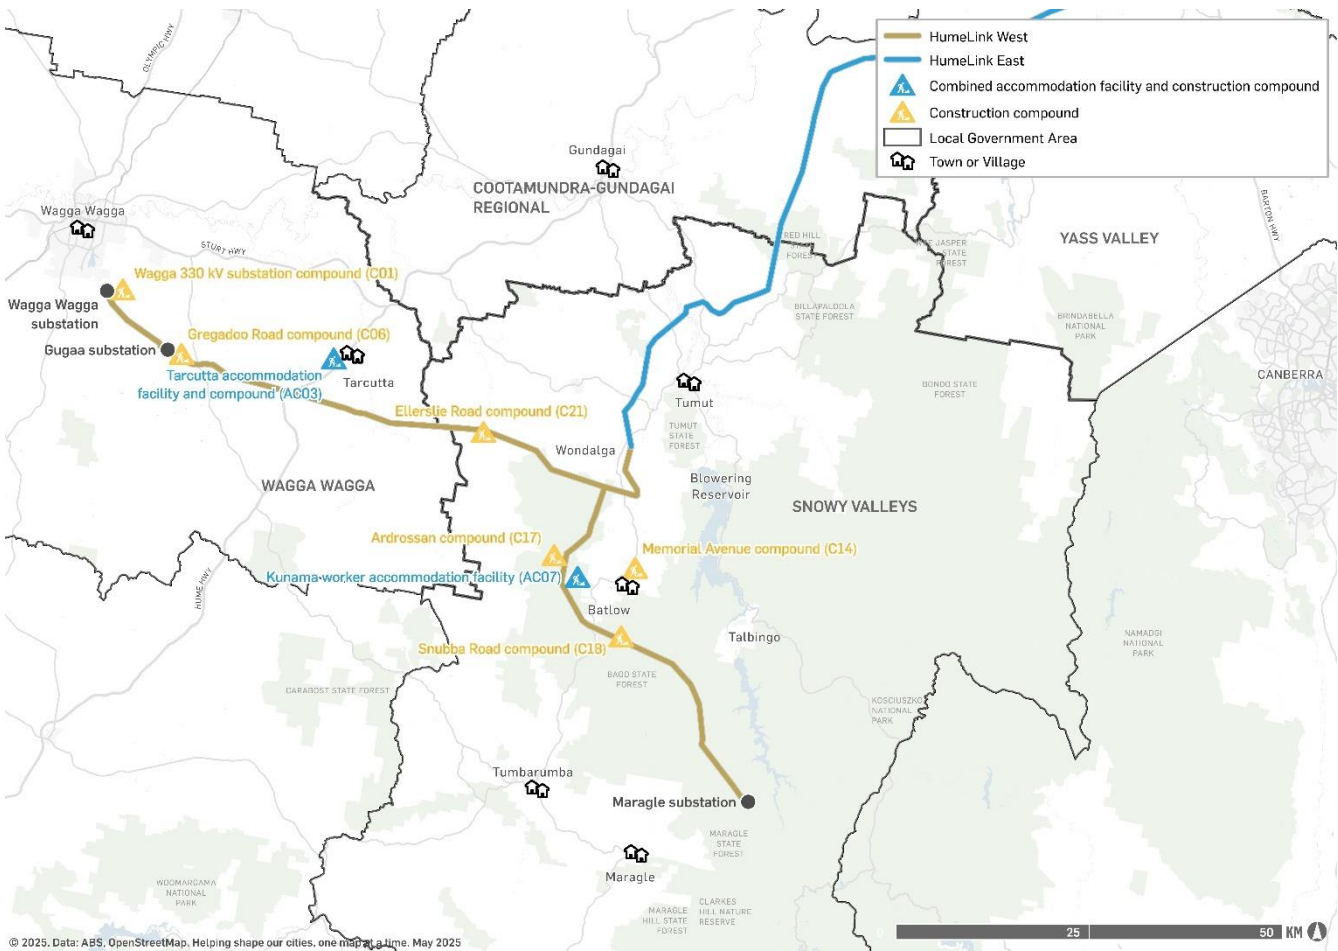 OLYMPIC HWY
HumeLink West
HumeLink East
Combined accommodation facility and construction compound
Construction compound
Local Government Area
Town or Village
Gundagai
COOTAMUNDRA-GUNDAGAI
REGIONAL
BARTON HWY
Wagga Wagga
STURT HWY
RED HILL
STATE
FOREST
JASPER
STATE
FOREST
YASS VALLEY
Wagga 330 kV substation compound (C01)
Wagga Wagga
substation
BILLAPALOOLA
STATE FOREST
BRINDABELLA
NATIONAL
PARK
Gregadoo Road compound (C06)
Gugaa substation
Tarcutta accommodation
facility and compound (AC03)
Tarcutta
CANBERRA
BONDO STATE
FOREST
Ellerslie Road compound (C21)
Tumut
TUMUT
STATE
FOREST
Wondalga
Blowering
Reservoir
WAGGA WAGGA
SNOWY VALLEYS
Ardrossan compound (C17)
Memorial Avenue compound (C14)
Kunama worker accommodation facility (AC07)
HUME HWY
Batlow
Talbingo
NAMADGI
NATIONAL
PARK
Snubba Road compound (C18)
BAGO STATE
FOREST
CARABOST STATE FOREST
KOSCIUSZKO
NATIONAL
PARK
Tumbarumba
Maragle substation
MARAGLE
STATE
FOREST
Maragle
WOOMARGAMA
NATIONAL
PARK
MARAGLE
HILL STATE
FOREST
CLARKES
HILL NATURE
RESERVE
0 25 50 KM
© 2025. Data: ABS, OpenStreetMap. Helping shape our cities, one map at a time. May 2025